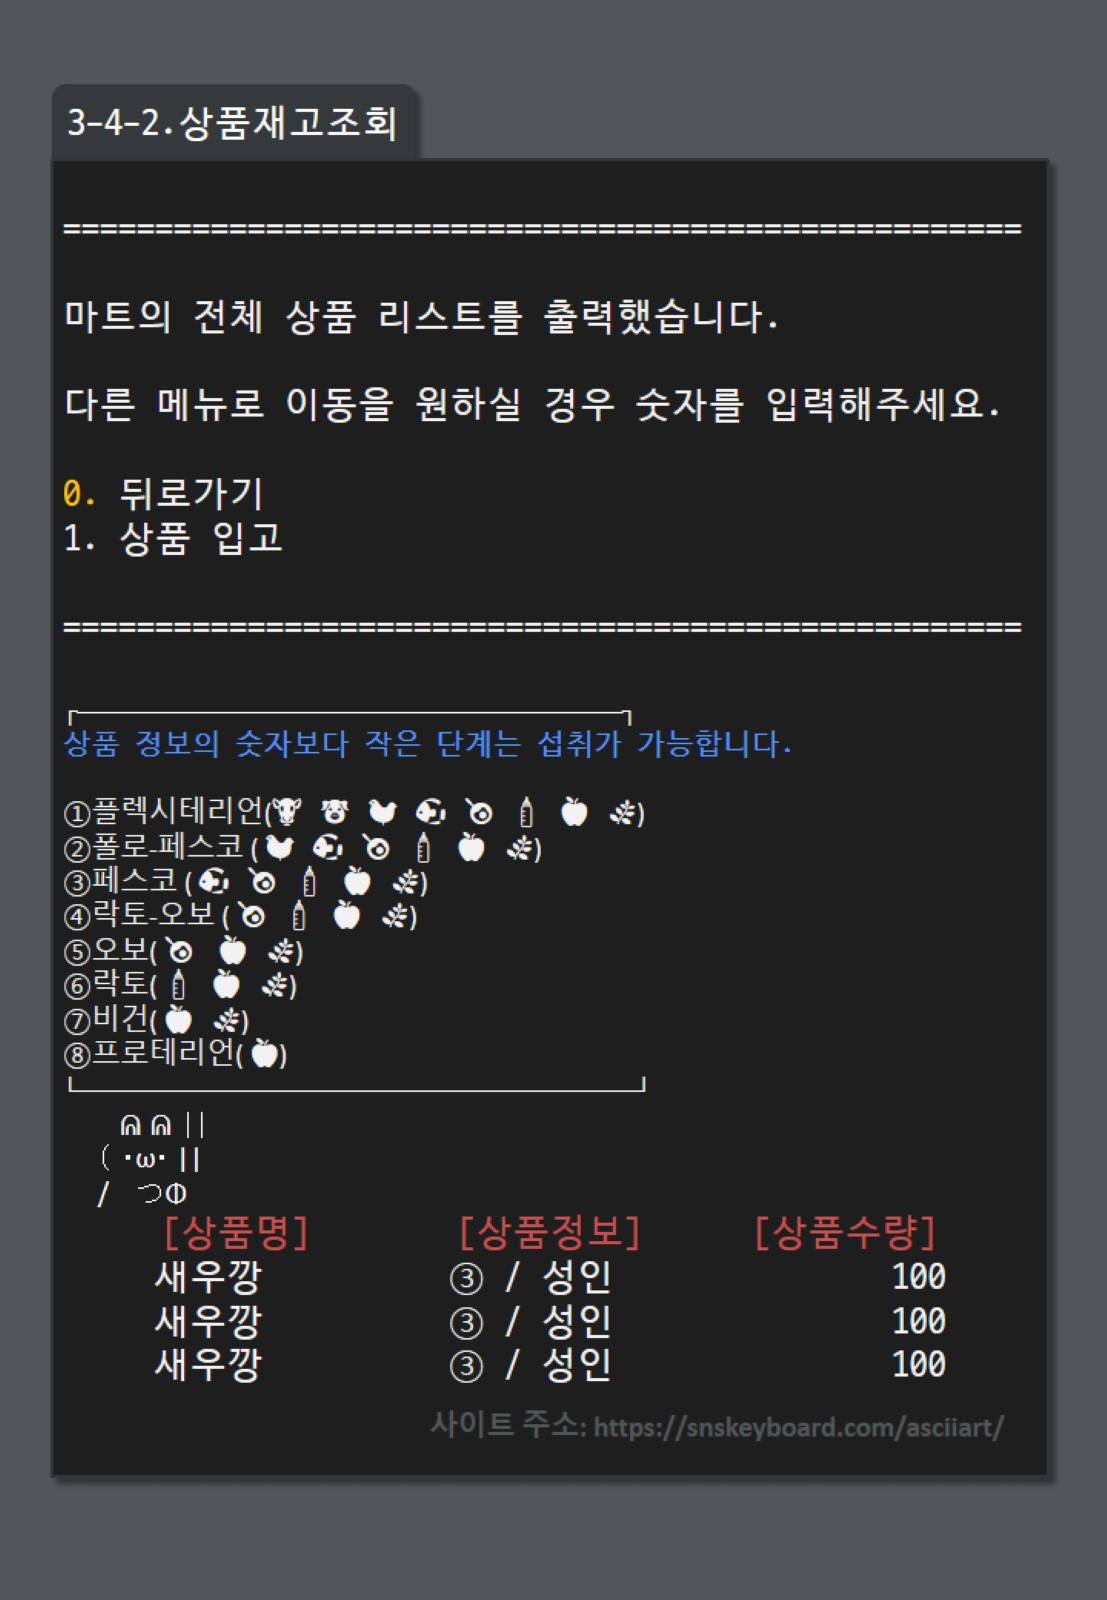 3-4-2.상품재고조회
====================================================
마트의 전체 상품 리스트를 출력했습니다.
다른 메뉴로 이동을 원하실 경우 숫자를 입력해주세요.
0. 뒤로가기
1. 상품 입고
====================================================
상품 정보의 숫자보다 작은 단계는 섭취가 가능합니다.
①플렉시테리언(🐮 🐷 🐔 🐟 🍳 🍼 🍎 🌿)
②폴로-페스코 (🐔 🐟 🍳 🍼 🍎 🌿)
③페스코 (🐟 🍳 🍼 🍎 🌿)
④락토-오보 (🍳 🍼 🍎 🌿)
⑤오보(🍳 🍎 🌿)
⑥락토(🍼 🍎 🌿)
⑦비건(🍎 🌿)
⑧프로테리언(🍎)
∩ ∩ ||
( ･ω･ ||
/ つΦ
[상품명] [상품정보] [상품수량]
새우깡 ③ / 성인 100
새우깡 ③ / 성인 100
새우깡 ③ / 성인 100
사이트 주소: https://snskeyboard.com/asciiart/